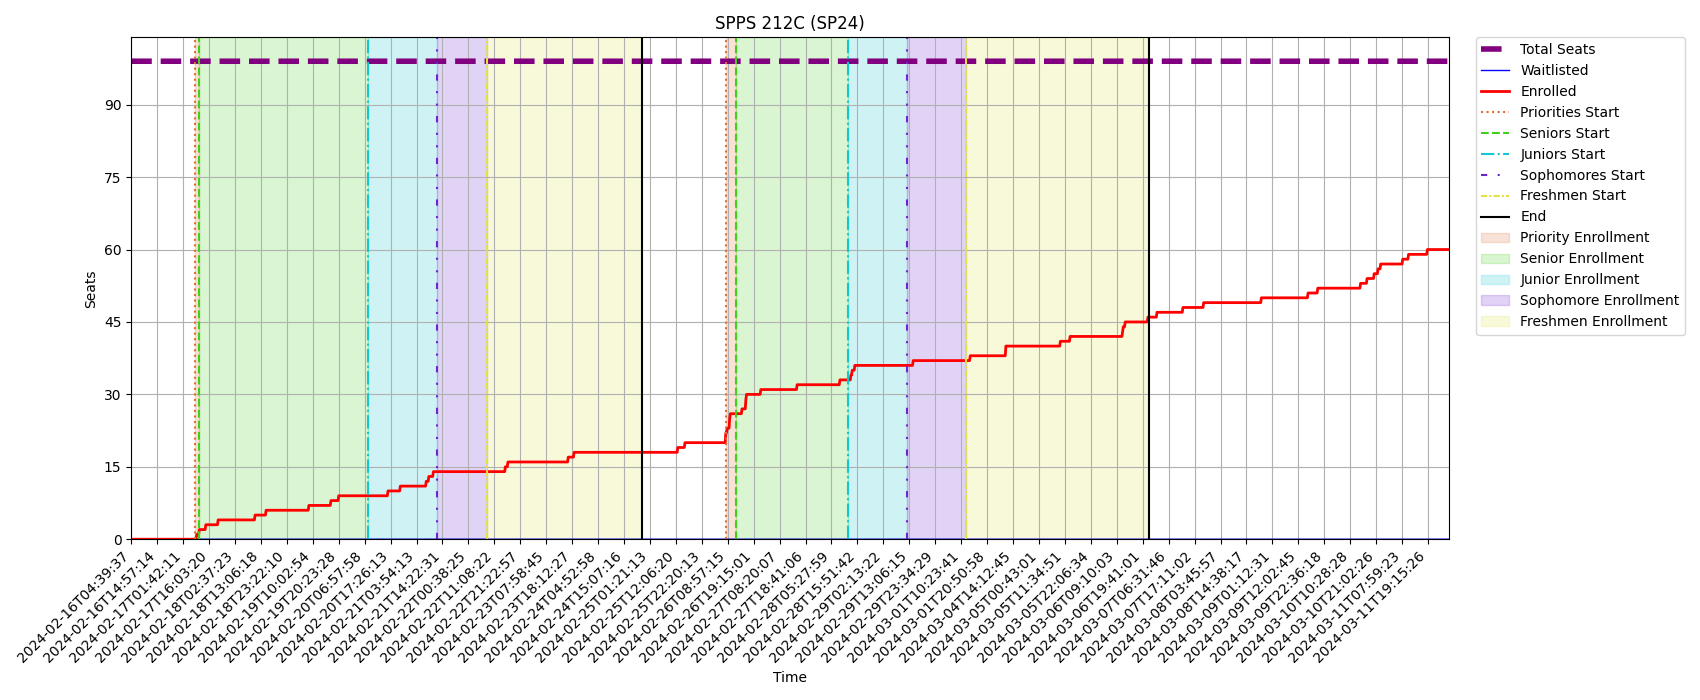 SPPS 212C (SP24)
Seats
90
75
60
45
30
15
0
2024-02-16T04:39:37
2024-02-16T14:57:14
2024-02-17T01:42:11
2024-02-17T16:03:20
2024-02-18T02:37:23
2024-02-18T13:06:18
2024-02-18T23:22:10
2024-02-19T10:02:54
2024-02-19T20:23:28
2024-02-20T06:57:58
2024-02-20T17:26:13
2024-02-21T03:54:13
2024-02-21T14:22:31
2024-02-22T00:38:25
2024-02-22T11:08:22
2024-02-22T21:22:57
2024-02-23T07:58:45
2024-02-23T18:12:27
2024-02-24T04:52:58
2024-02-24T15:07:16
2024-02-25T01:21:13
2024-02-25T12:06:20
2024-02-25T22:20:13
2024-02-26T08:57:15
2024-02-26T19:15:01
2024-02-27T08:20:07
2024-02-27T18:41:06
2024-02-28T05:27:59
2024-02-28T15:51:42
2024-02-29T02:13:22
2024-02-29T13:06:15
2024-02-29T23:34:29
2024-03-01T10:23:41
2024-03-01T20:50:58
2024-03-04T14:12:45
2024-03-05T00:43:01
2024-03-05T11:34:51
2024-03-05T22:06:34
2024-03-06T09:10:03
2024-03-06T19:41:01
2024-03-07T06:31:46
2024-03-07T17:11:02
2024-03-08T03:45:57
2024-03-08T14:38:17
2024-03-09T01:12:31
2024-03-09T12:02:45
2024-03-09T22:36:18
2024-03-10T10:28:28
2024-03-10T21:02:26
2024-03-11T07:59:23
2024-03-11T19:15:26
Time
Total Seats
Waitlisted
Enrolled
Priorities Start
Seniors Start
Juniors Start
Sophomores Start
Freshmen Start
End
Priority Enrollment
Senior Enrollment
Junior Enrollment
Sophomore Enrollment
Freshmen Enrollment